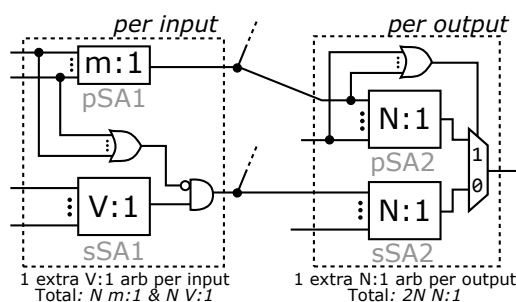 per input
per output
m:1
pSA1
N:1
pSA2
1
0
V:1
sSA1
N:1
sSA2
1 extra V:1 arb per input
Total: N m:1 & N V:1
1 extra N:1 arb per output
Total: 2N N:1